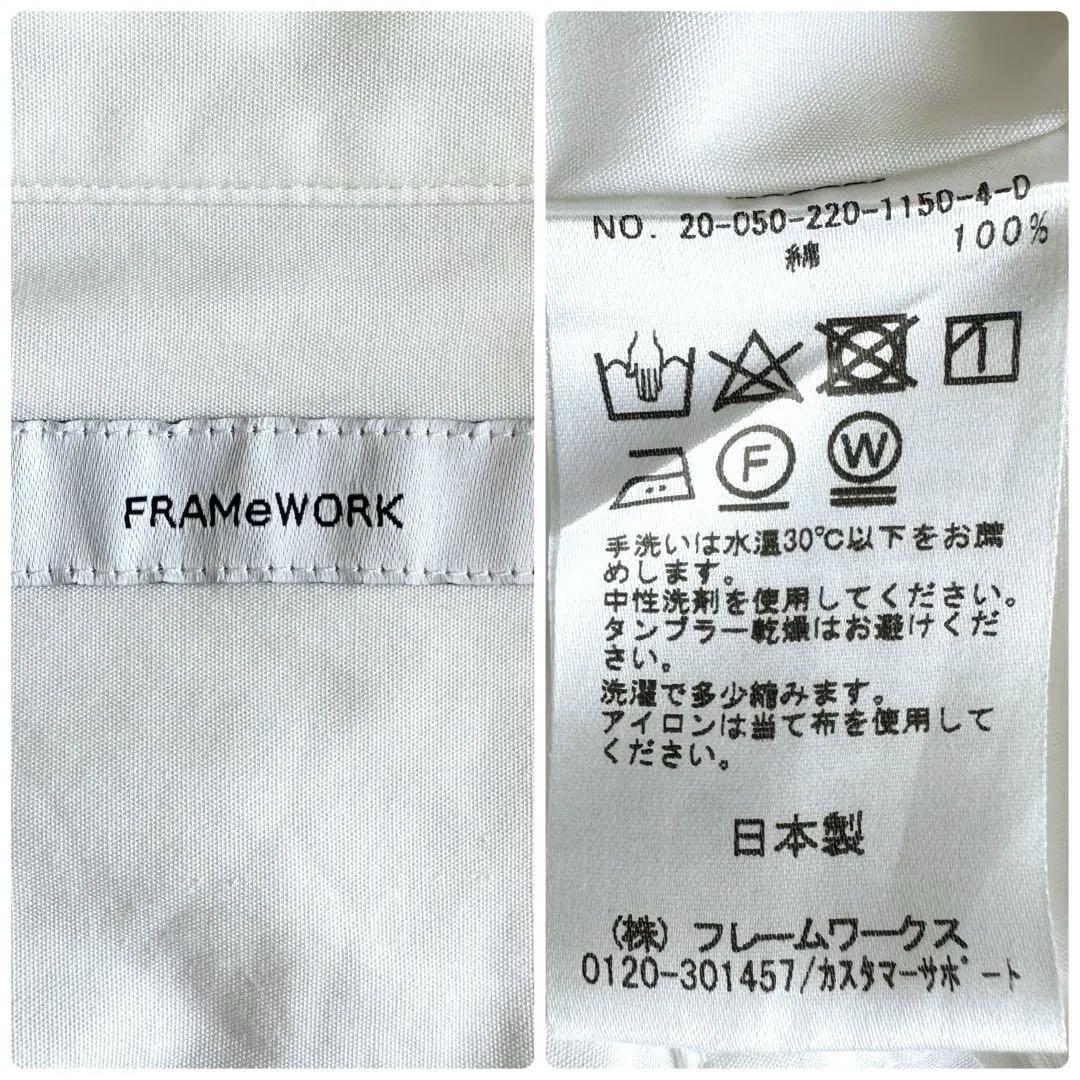 FRAMeWORK
NO. 20-050-220-1150-4-D
綿 100%
F W
手洗いは水温30℃以下をお薦
めします。
中性洗剤を使用してください。
タンブラー乾燥はお避けくだ
さい。
洗濯で多少縮みます。
アイロンは当て布を使用して
ください。
日本製
(株) フレームワークス
0120-301457/カスタマーサポート